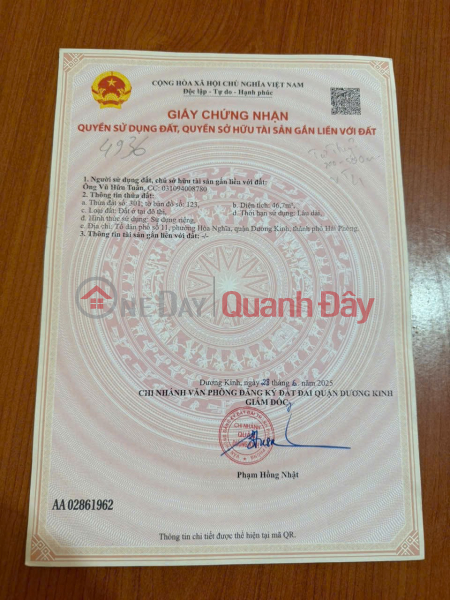 CỘNG HÒA XÃ HỘI CHỦ NGHĨA VIỆT NAM
Độc lập - Tự do - Hạnh phúc
GIẤY CHỨNG NHẬN
QUYỀN SỬ DỤNG ĐẤT, QUYỀN SỞ HỮU TÀI SẢN GẮN LIỀN VỚI ĐẤT
4936
1. Người sử dụng đất, chủ sở hữu tài sản gắn liền với đất:
Ông Vũ Hữu Tuấn, CC: 031094008780
2. Thông tin thửa đất:
a. Thửa đất số: 301; tờ bản đồ số: 123, b. Diện tích: 46,7m²
c. Loại đất: Đất ở tại đô thị, d. Thời hạn sử dụng: Lâu dài,
đ. Hình thức sử dụng: Sử dụng riêng,
e. Địa chỉ: Tổ dân phố số 11, phường Hòa Nghĩa, quận Dương Kinh, thành phố Hải Phòng.
3. Thông tin tài sản gắn liền với đất: -/-
ONEDAY Quanh Đây
Dương Kinh, ngày tháng 6 năm 2025
CHI NHÁNH VĂN PHÒNG ĐĂNG KÝ ĐẤT ĐAI QUẬN DƯƠNG KINH
GIÁM ĐỐC
CHI NHÁNH
Phạm Hồng Nhật
AA 02861962
Thông tin chi tiết được thể hiện tại mã QR.